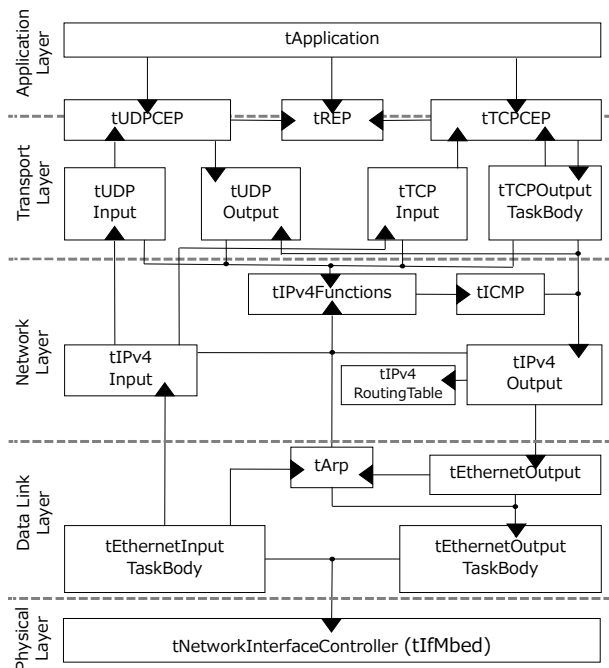 Application
Layer
tApplication
tUDPCEP
tREP
tTCPCEP
Transport
Layer
tUDP
Input
tUDP
Output
tTCP
Input
tTCPOutput
TaskBody
Network
Layer
tIPv4Functions
tICMP
tIPv4
Input
tIPv4
RoutingTable
tIPv4
Output
Data Link
Layer
tArp
tEthernetOutput
tEthernetInput
TaskBody
tEthernetOutput
TaskBody
Physical
Layer
tNetworkInterfaceController (tIfMbed)